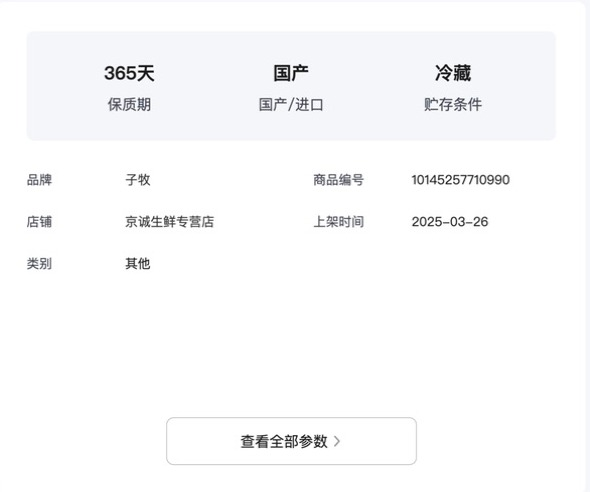 365天 国产 冷藏
保质期 国产/进口 贮存条件
品牌 子牧 商品编号 10145257710990
店铺 京诚生鲜专营店 上架时间 2025-03-26
类别 其他
查看全部参数 >